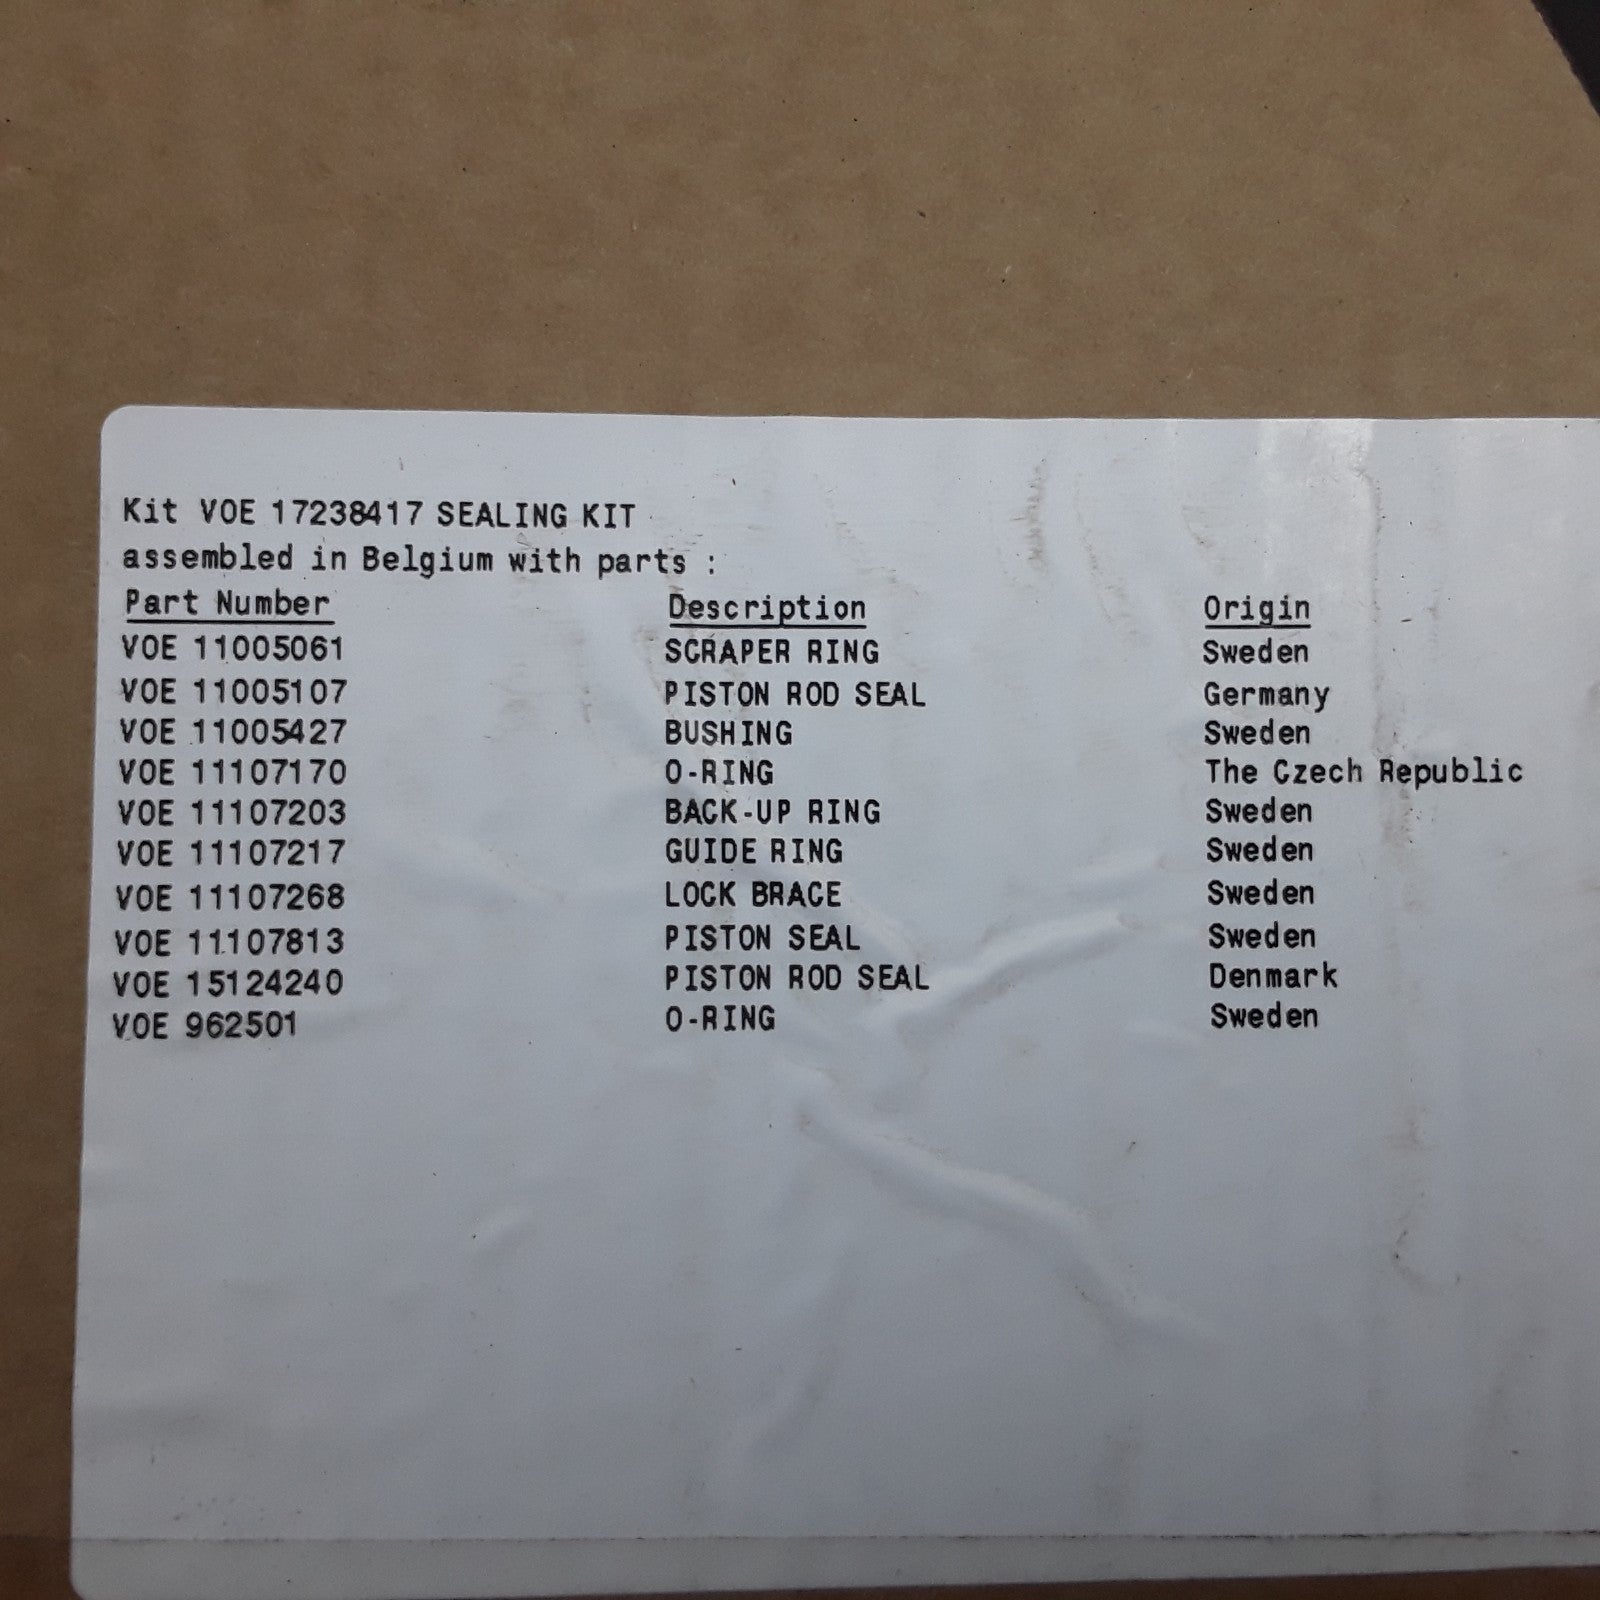 Kit VOE 17238417 SEALING KIT
assembled in Belgium with parts :
Part Number Description Origin
VOE 11005061 SCRAPER RING Sweden
VOE 11005107 PISTON ROD SEAL Germany
VOE 11005427 BUSHING Sweden
VOE 11107170 O-RING The Czech Republic
VOE 11107203 BACK-UP RING Sweden
VOE 11107217 GUIDE RING Sweden
VOE 11107268 LOCK BRACE Sweden
VOE 11107813 PISTON SEAL Sweden
VOE 15124240 PISTON ROD SEAL Denmark
VOE 962501 O-RING Sweden